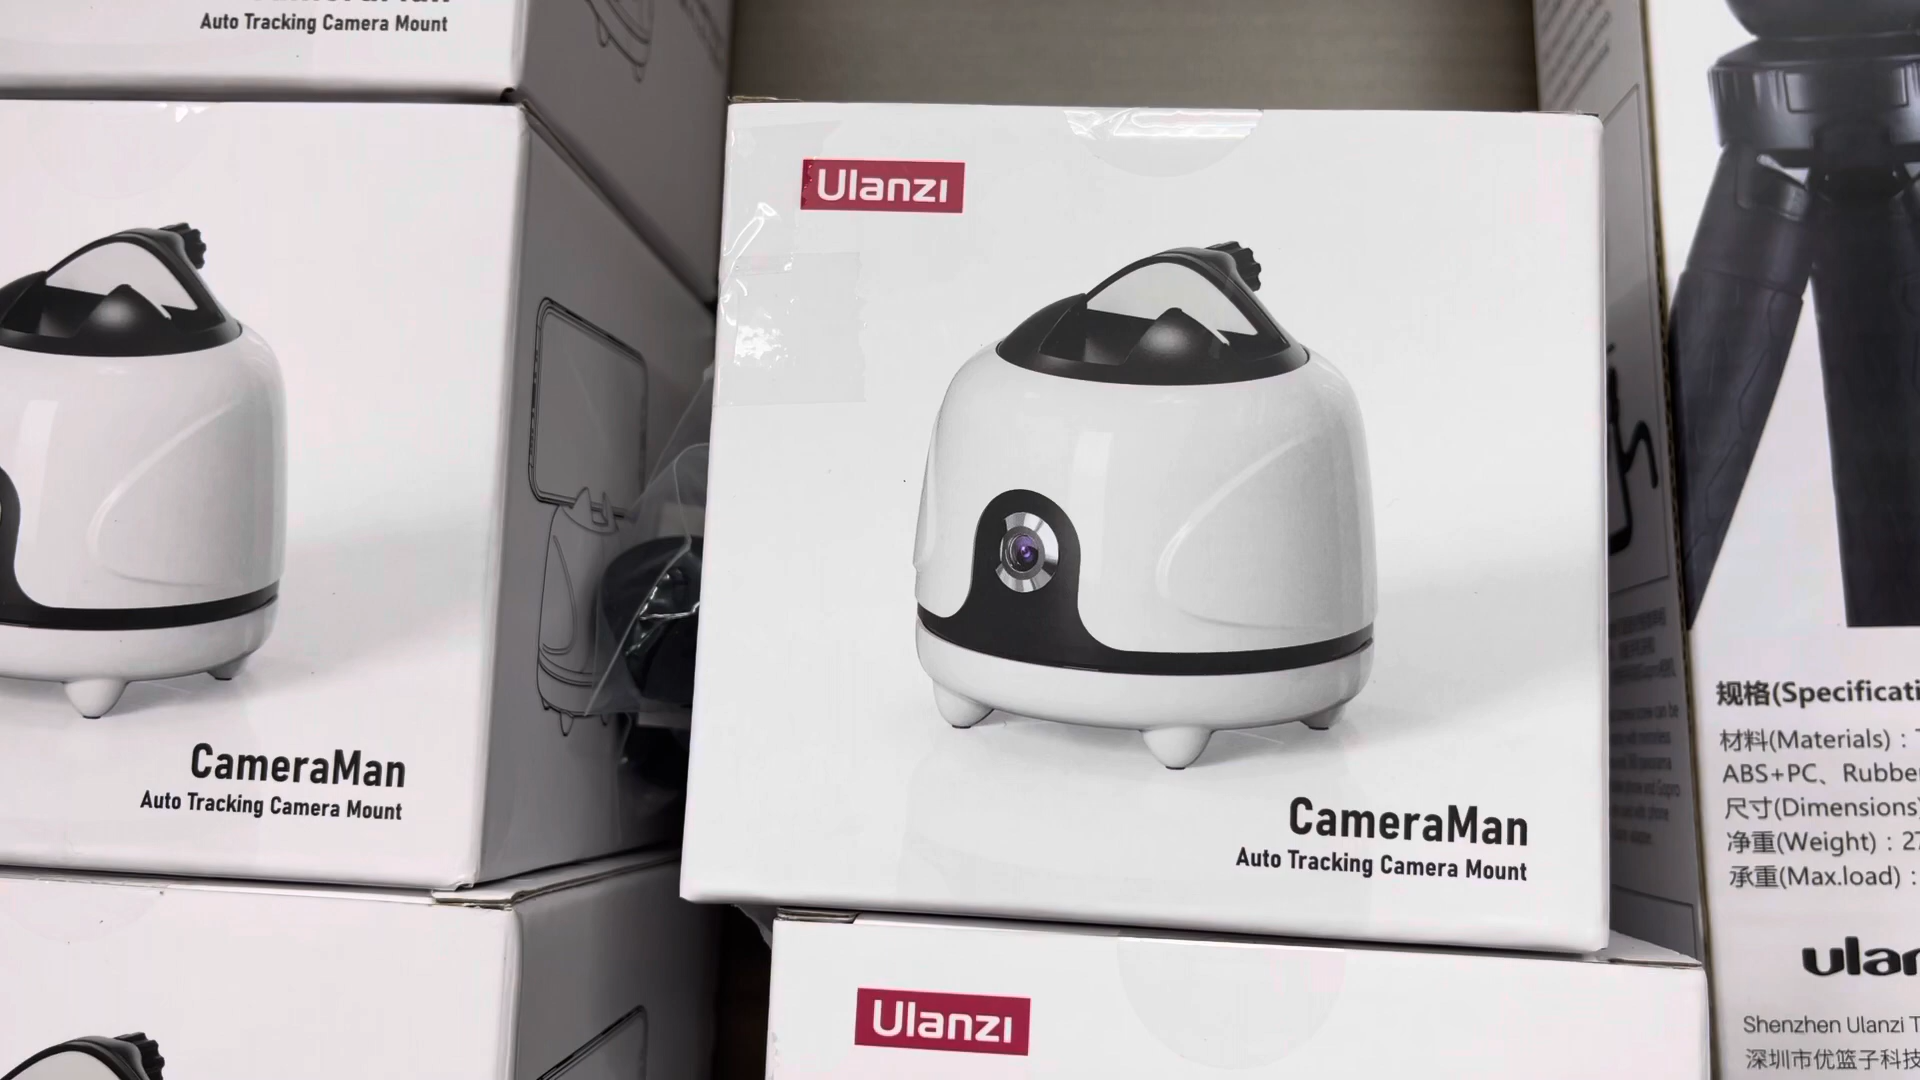 Auto Tracking Camera Mount
CameraMan
Auto Tracking Camera Mount
Ulanzi
CameraMan
Auto Tracking Camera Mount
Ulanzi
规格(Specificati
材料(Materials)：
ABS+PC、Rubbe
尺寸(Dimensions)
净重(Weight)：27
承重(Max.load)：
ulan
Shenzhen Ulanzi T
深圳市优篮子科技